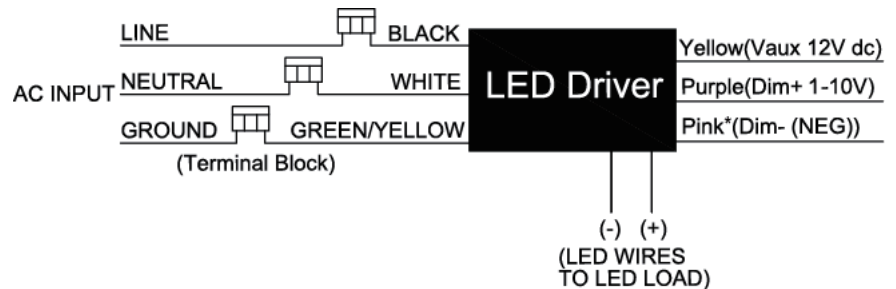 LINE
BLACK
AC INPUT
NEUTRAL
WHITE
GROUND
GREEN/YELLOW
(Terminal Block)
LED Driver
Yellow(Vaux 12V dc)
Purple(Dim+ 1-10V)
Pink*(Dim- (NEG))
(-) (+)
(LED WIRES
TO LED LOAD)